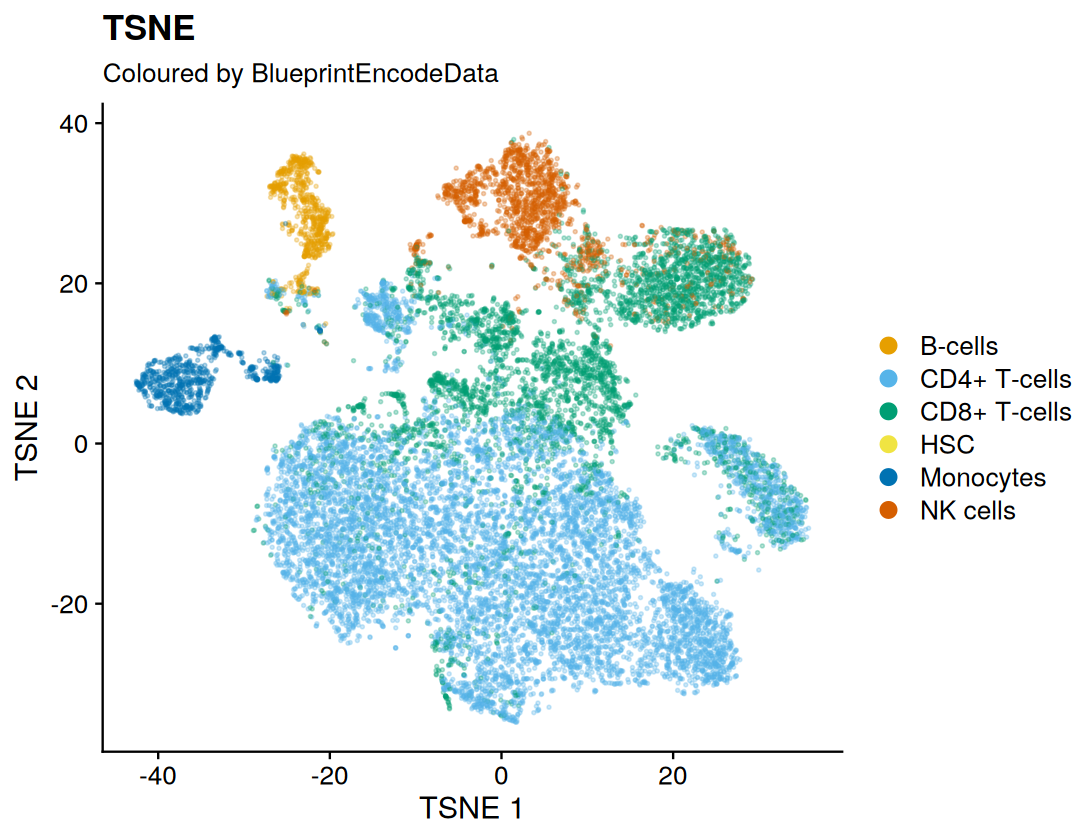 TSNE
Coloured by BlueprintEncodeData
40
20
0
-20
TSNE 2
-40
-20
0
20
TSNE 1
B-cells
CD4+ T-cells
CD8+ T-cells
HSC
Monocytes
NK cells